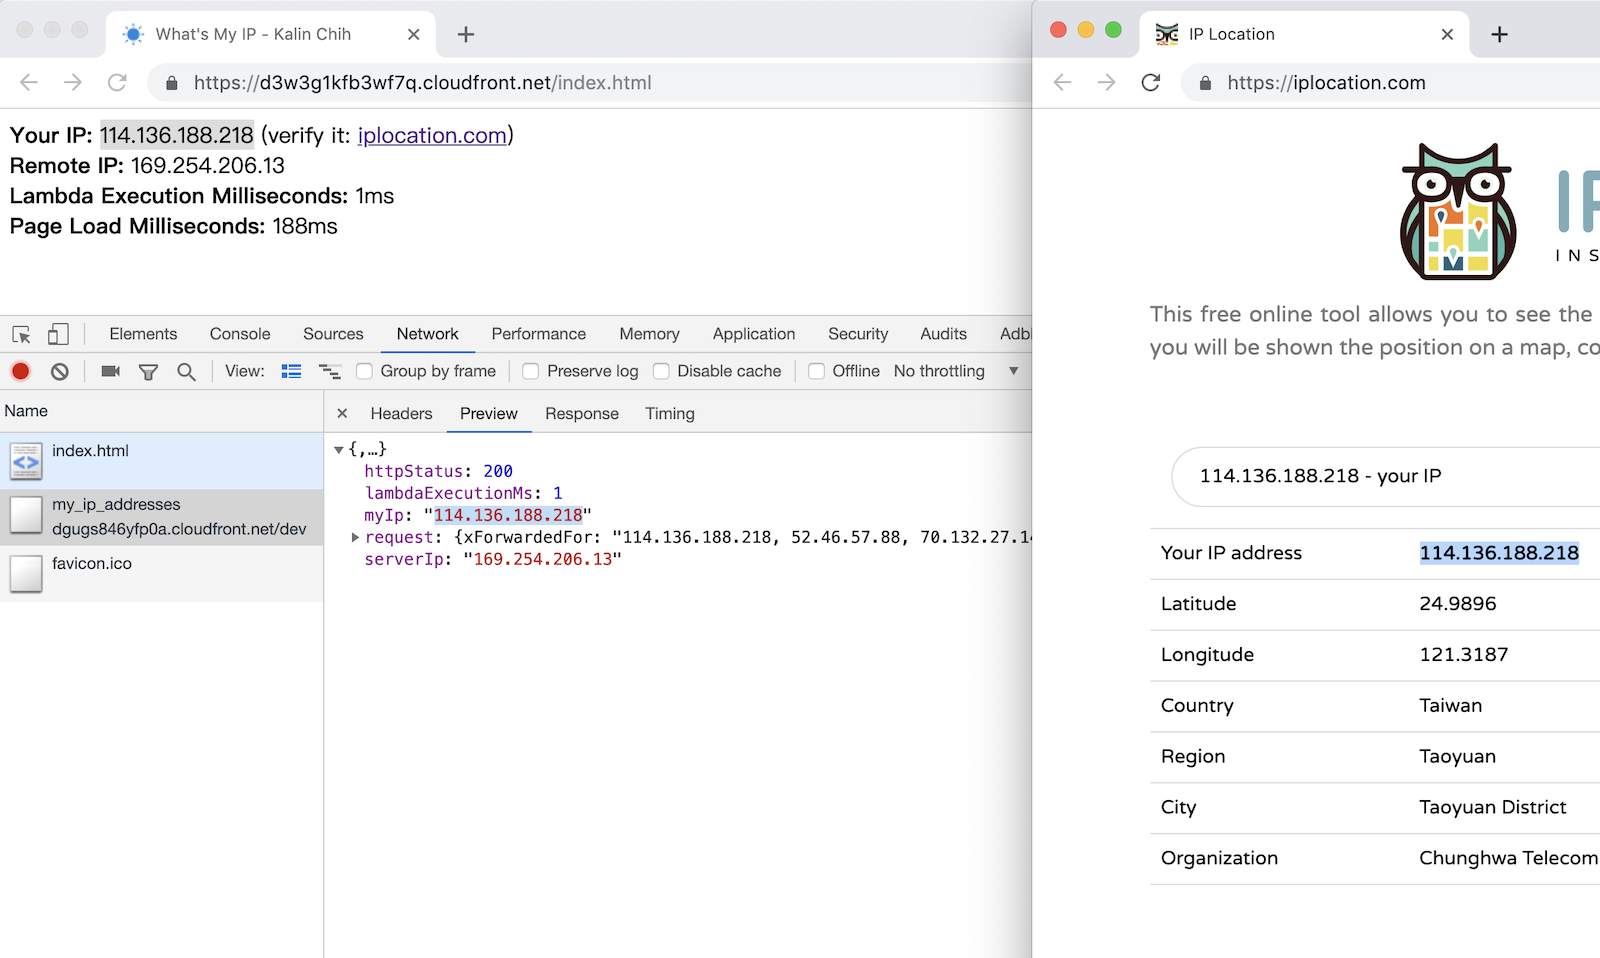 What's My IP - Kalin Chih
https://d3w3g1kfb3wf7q.cloudfront.net/index.html
Your IP: 114.136.188.218 (verify it: iplocation.com)
Remote IP: 169.254.206.13
Lambda Execution Milliseconds: 1ms
Page Load Milliseconds: 188ms
Elements Console Sources Network Performance Memory Application Security Audits
View: Group by frame Preserve log Disable cache Offline No throttling
Name
Headers Preview Response Timing
index.html
my_ip_addresses
dgugs846yfp0a.cloudfront.net/dev
favicon.ico
{,…}
httpStatus: 200
lambdaExecutionMs: 1
myIp: "114.136.188.218"
request: {xForwardedFor: "114.136.188.218, 52.46.57.88, 70.132.27.14
serverIp: "169.254.206.13"
IP Location
https://iplocation.com
This free online tool allows you to see the
you will be shown the position on a map, co
114.136.188.218 - your IP
Your IP address 114.136.188.218
Latitude 24.9896
Longitude 121.3187
Country Taiwan
Region Taoyuan
City Taoyuan District
Organization Chunghwa Telecom